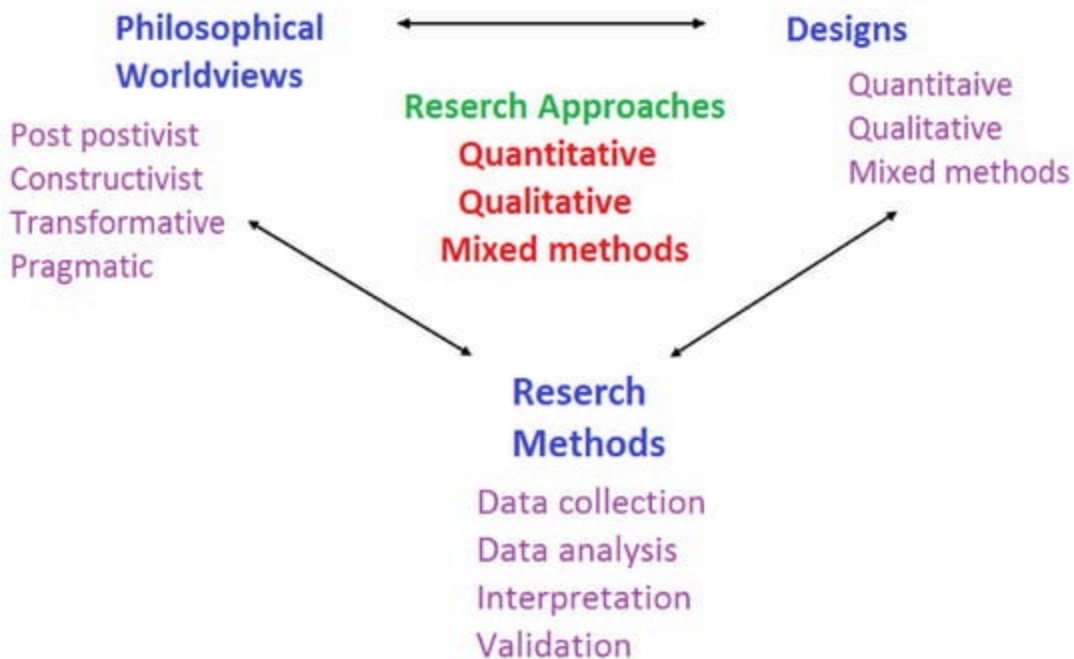 Philosophical
Worldviews
Post postivist
Constructivist
Transformative
Pragmatic
Reserch Approaches
Quantitative
Qualitative
Mixed methods
Designs
Quantitaive
Qualitative
Mixed methods
Reserch
Methods
Data collection
Data analysis
Interpretation
Validation